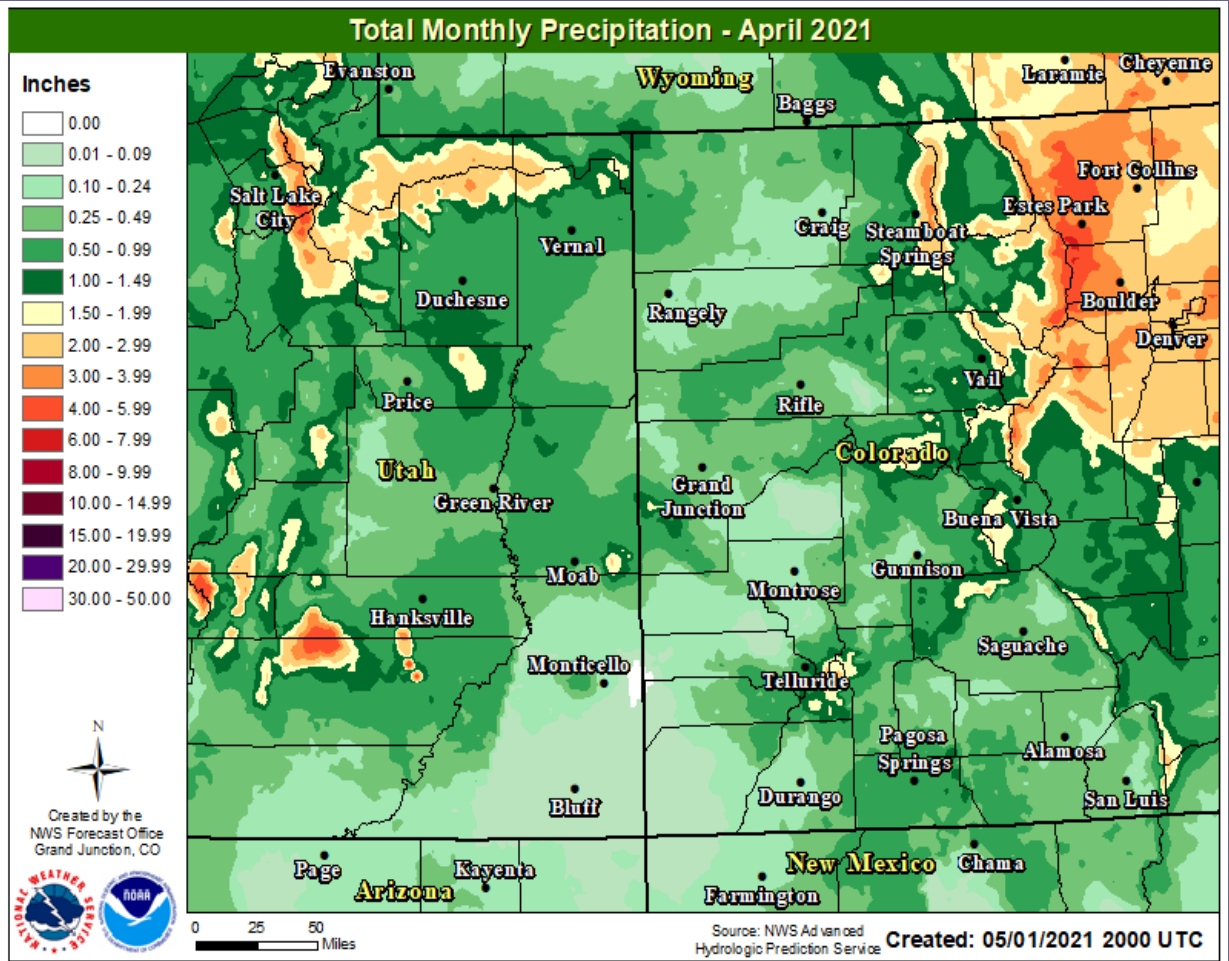 Total Monthly Precipitation - April 2021
Inches
0.00
0.01 - 0.09
0.10 - 0.24
0.25 - 0.49
0.50 - 0.99
1.00 - 1.49
1.50 - 1.99
2.00 - 2.99
3.00 - 3.99
4.00 - 5.99
6.00 - 7.99
8.00 - 9.99
10.00 - 14.99
15.00 - 19.99
20.00 - 29.99
30.00 - 50.00
N
Created by the
NWS Forecast Office
Grand Junction, CO
NATIONAL WEATHER SERVICE
NOAA
Evanston
Wyoming
Baggs
Laramie
Cheyenne
Salt Lake
City
Vernal
Duchesne
Craig
Steamboat
Springs
Fort Collins
Estes Park
Rangely
Boulder
Denver
Price
Rifle
Vail
Utah
Green River
Grand
Junction
Colorado
Buena Vista
Moab
Montrose
Gunnison
Hanksville
Monticello
Telluride
Saguache
Bluff
Durango
Pagosa
Springs
Alamosa
San Luis
Page
Kayenta
Arizona
Farmington
New Mexico
Chama
0 25 50
Miles
Source: NWS Advanced
Hydrologic Prediction Service
Created: 05/01/2021 2000 UTC